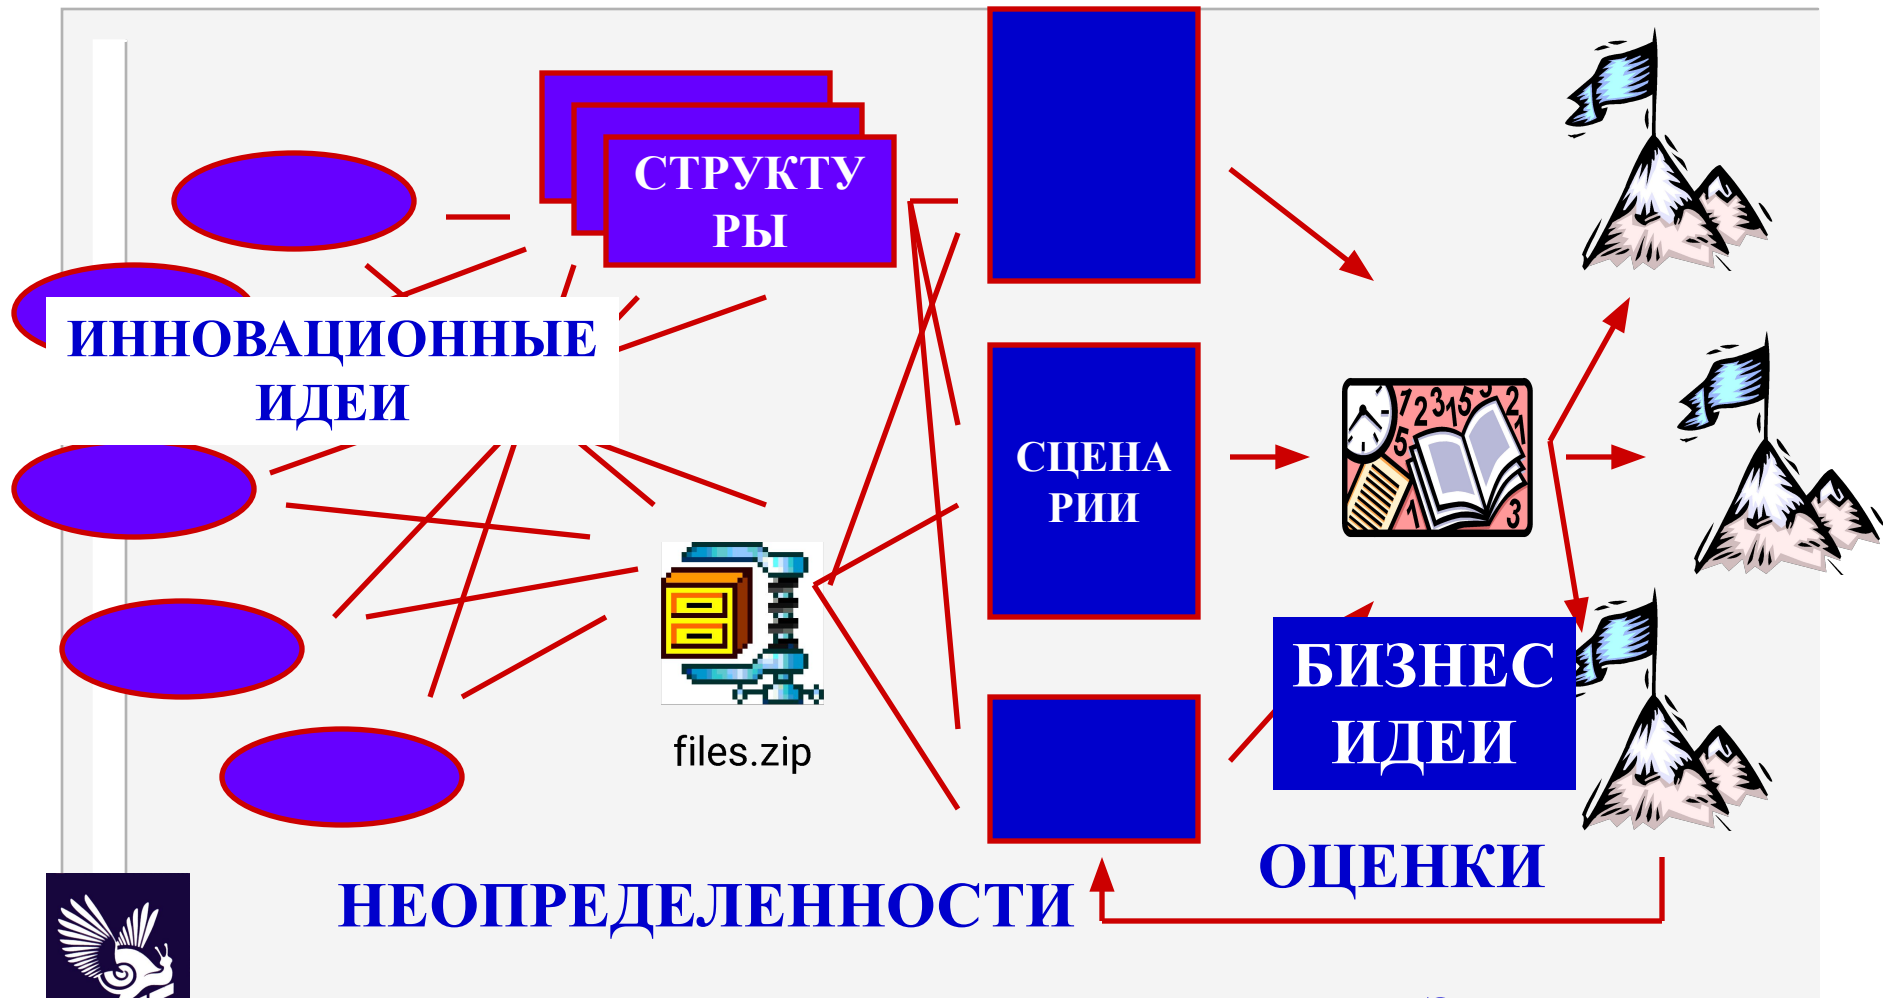 СТРУКТУ
РЫ
ИННОВАЦИОННЫЕ
ИДЕИ
СЦЕНА
РИИ
files.zip
БИЗНЕС
ИДЕИ
ОЦЕНКИ
НЕОПРЕДЕЛЕННОСТИ